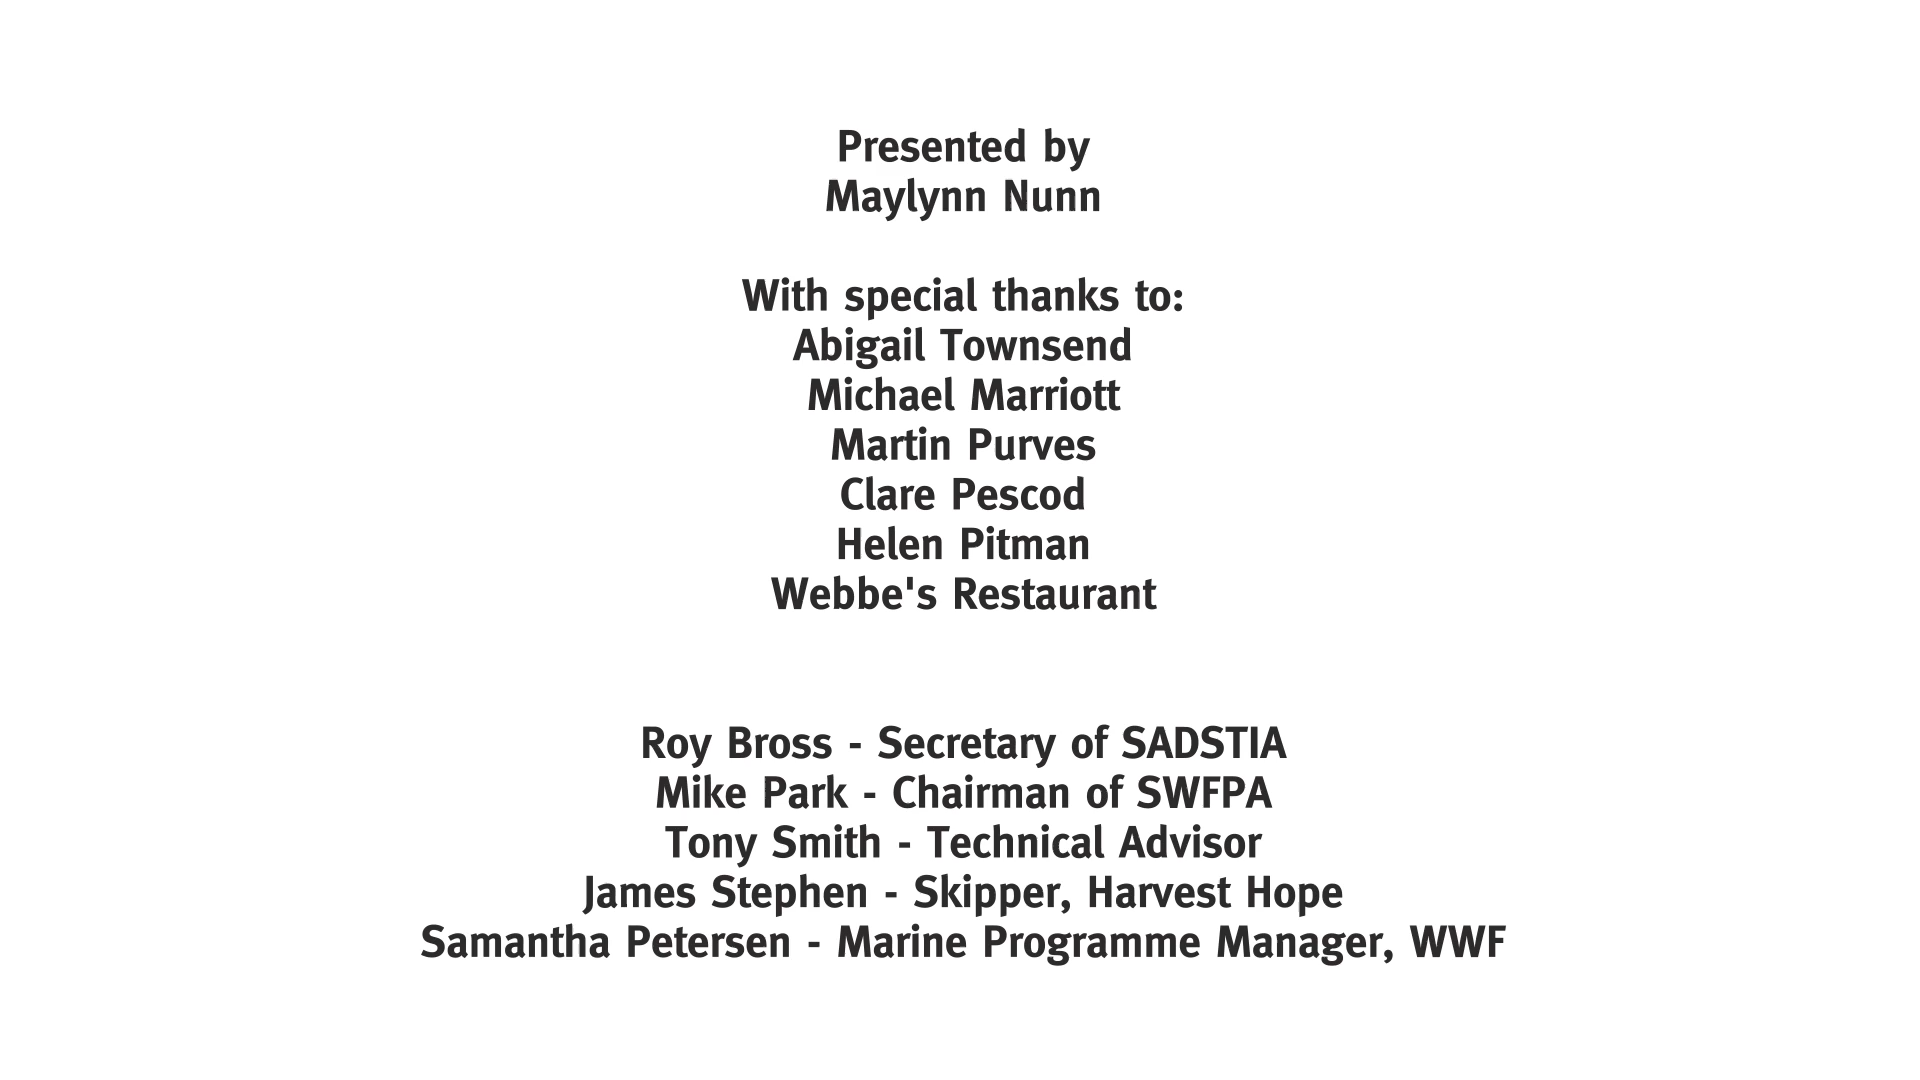 Presented by
Maylynn Nunn
With special thanks to:
Abigail Townsend
Michael Marriott
Martin Purves
Clare Pescod
Helen Pitman
Webbe's Restaurant
Roy Bross - Secretary of SADSTIA
Mike Park - Chairman of SWFPA
Tony Smith - Technical Advisor
James Stephen - Skipper, Harvest Hope
Samantha Petersen - Marine Programme Manager, WWF